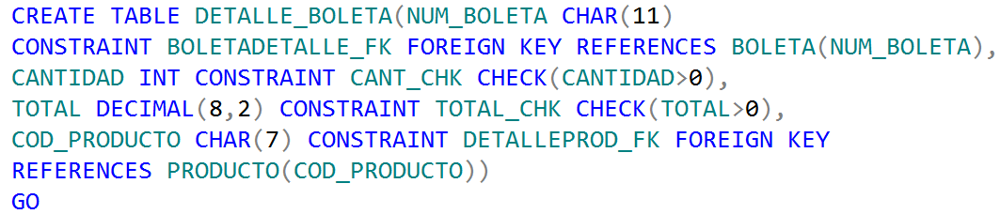 CREATE TABLE DETALLE_BOLETA(NUM_BOLETA CHAR(11)
CONSTRAINT BOLETADETALLE_FK FOREIGN KEY REFERENCES BOLETA(NUM_BOLETA),
CANTIDAD INT CONSTRAINT CANT_CHK CHECK(CANTIDAD>0),
TOTAL DECIMAL(8,2) CONSTRAINT TOTAL_CHK CHECK(TOTAL>0),
COD_PRODUCTO CHAR(7) CONSTRAINT DETALLEPROD_FK FOREIGN KEY
REFERENCES PRODUCTO(COD_PRODUCTO))
GO